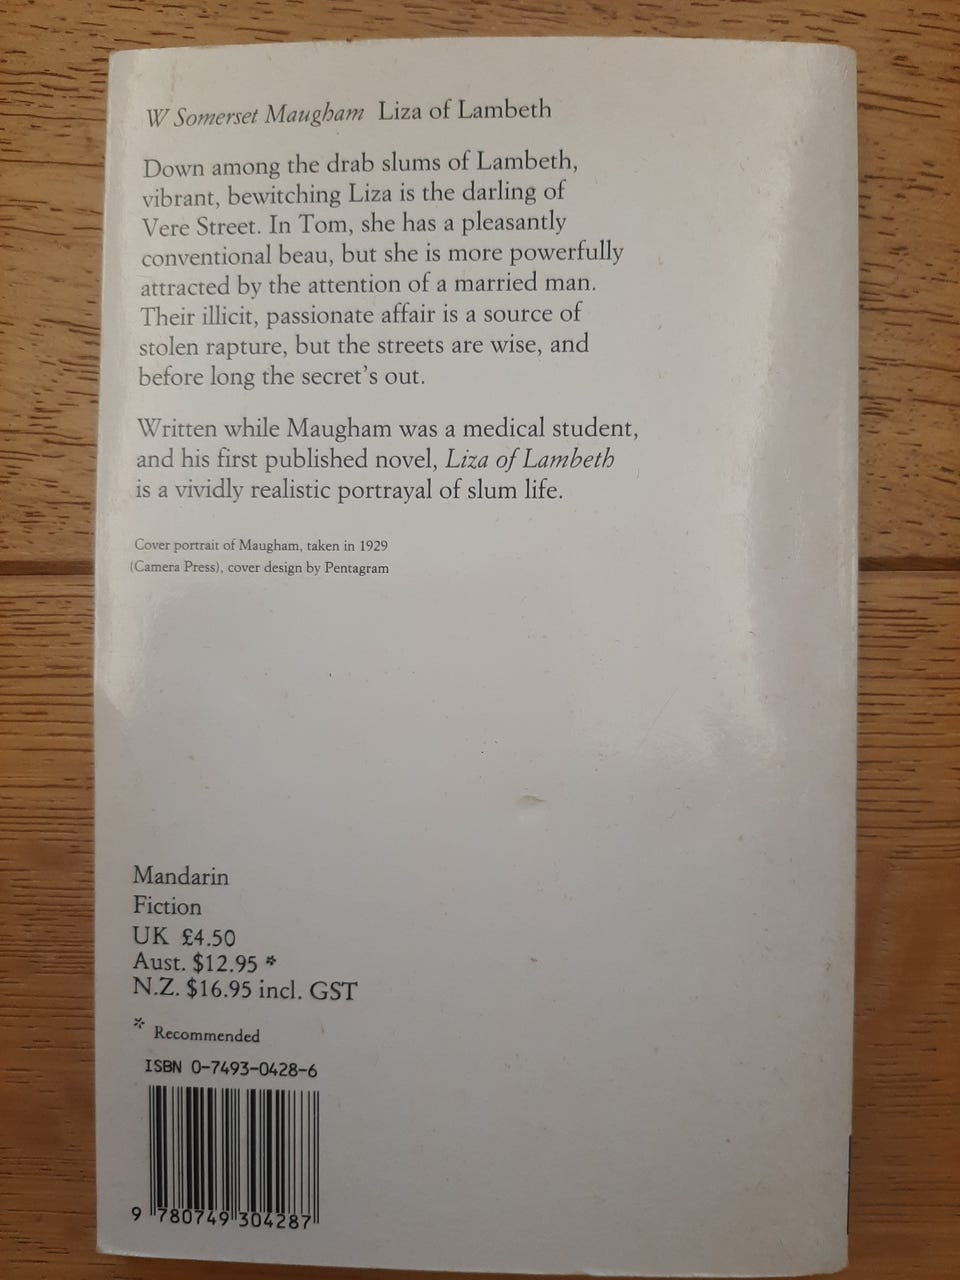 W Somerset Maugham Liza of Lambeth
Down among the drab slums of Lambeth,
vibrant, bewitching Liza is the darling of
Vere Street. In Tom, she has a pleasantly
conventional beau, but she is more powerfully
attracted by the attention of a married man.
Their illicit, passionate affair is a source of
stolen rapture, but the streets are wise, and
before long the secret's out.
Written while Maugham was a medical student,
and his first published novel, Liza of Lambeth
is a vividly realistic portrayal of slum life.
Cover portrait of Maugham, taken in 1929
(Camera Press), cover design by Pentagram
Mandarin
Fiction
UK £4.50
Aust. $12.95 *
N.Z. $16.95 incl. GST
* Recommended
ISBN 0-7493-0428-6
9 780749 304287